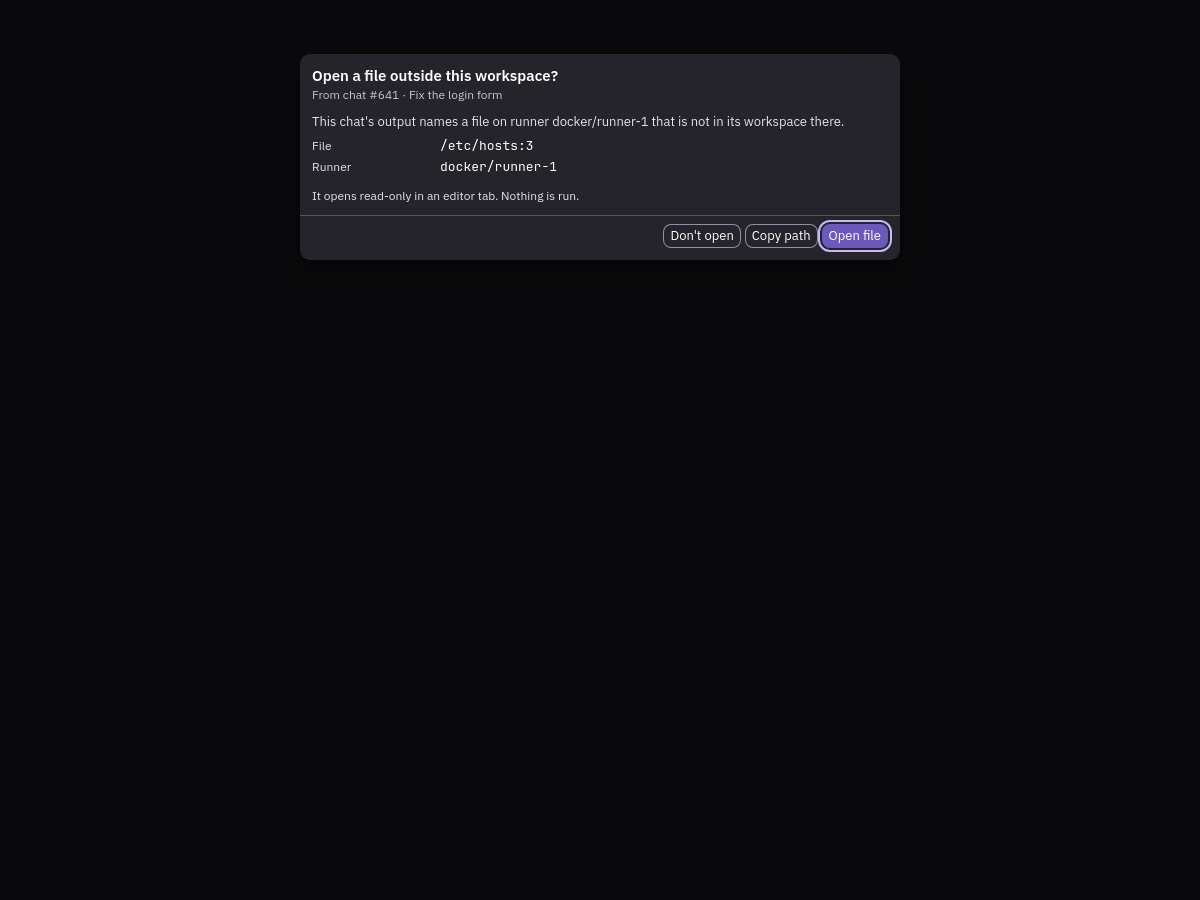 Open a file outside this workspace?
From chat #641 · Fix the login form
This chat's output names a file on runner docker/runner-1 that is not in its workspace there.
File /etc/hosts:3
Runner docker/runner-1
It opens read-only in an editor tab. Nothing is run.
Don't open Copy path Open file